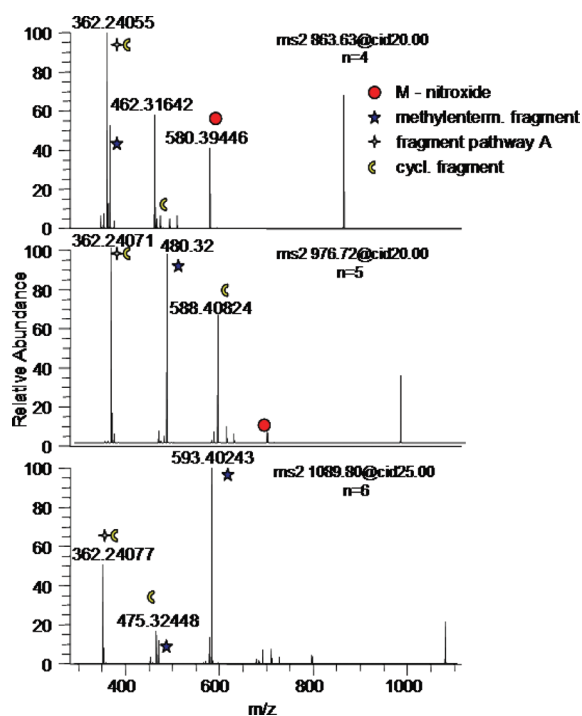 362.24055
rns2 863.63@cid20.00
n=4
100
80
60
40
20
0
462.31642
580.39446
M - nitroxide
methylenterm. fragment
fragment pathway A
cycl. fragment
362.24071
480.32
rns2 976.72@cid20.00
n=5
100
80
60
40
20
0
588.40824
Relative Abundance
593.40243
rns2 1089.80@cid25.00
n=6
100
80
60
40
20
0
362.24077
475.32448
400
600
800
1000
m/z